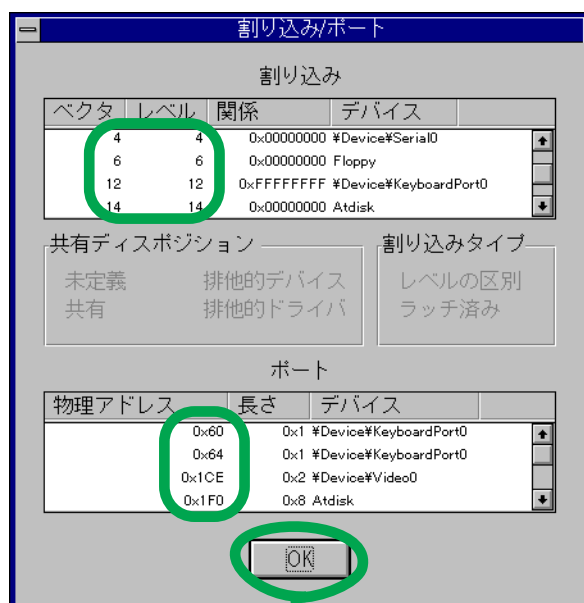 割り込み/ポート
割り込み
ベクタ レベル 関係 デバイス
4 4 0x00000000 ¥Device¥Serial0
6 6 0x00000000 Floppy
12 12 0xFFFFFFFF ¥Device¥KeyboardPort0
14 14 0x00000000 Atdisk
共有ディスポジション 割り込みタイプ
未定義 排他的デバイス レベルの区別
共有 排他的ドライバ ラッチ済み
ポート
物理アドレス 長さ デバイス
0x60 0x1 ¥Device¥KeyboardPort0
0x64 0x1 ¥Device¥KeyboardPort0
0x1CE 0x2 ¥Device¥Video0
0x1F0 0x8 Atdisk
OK